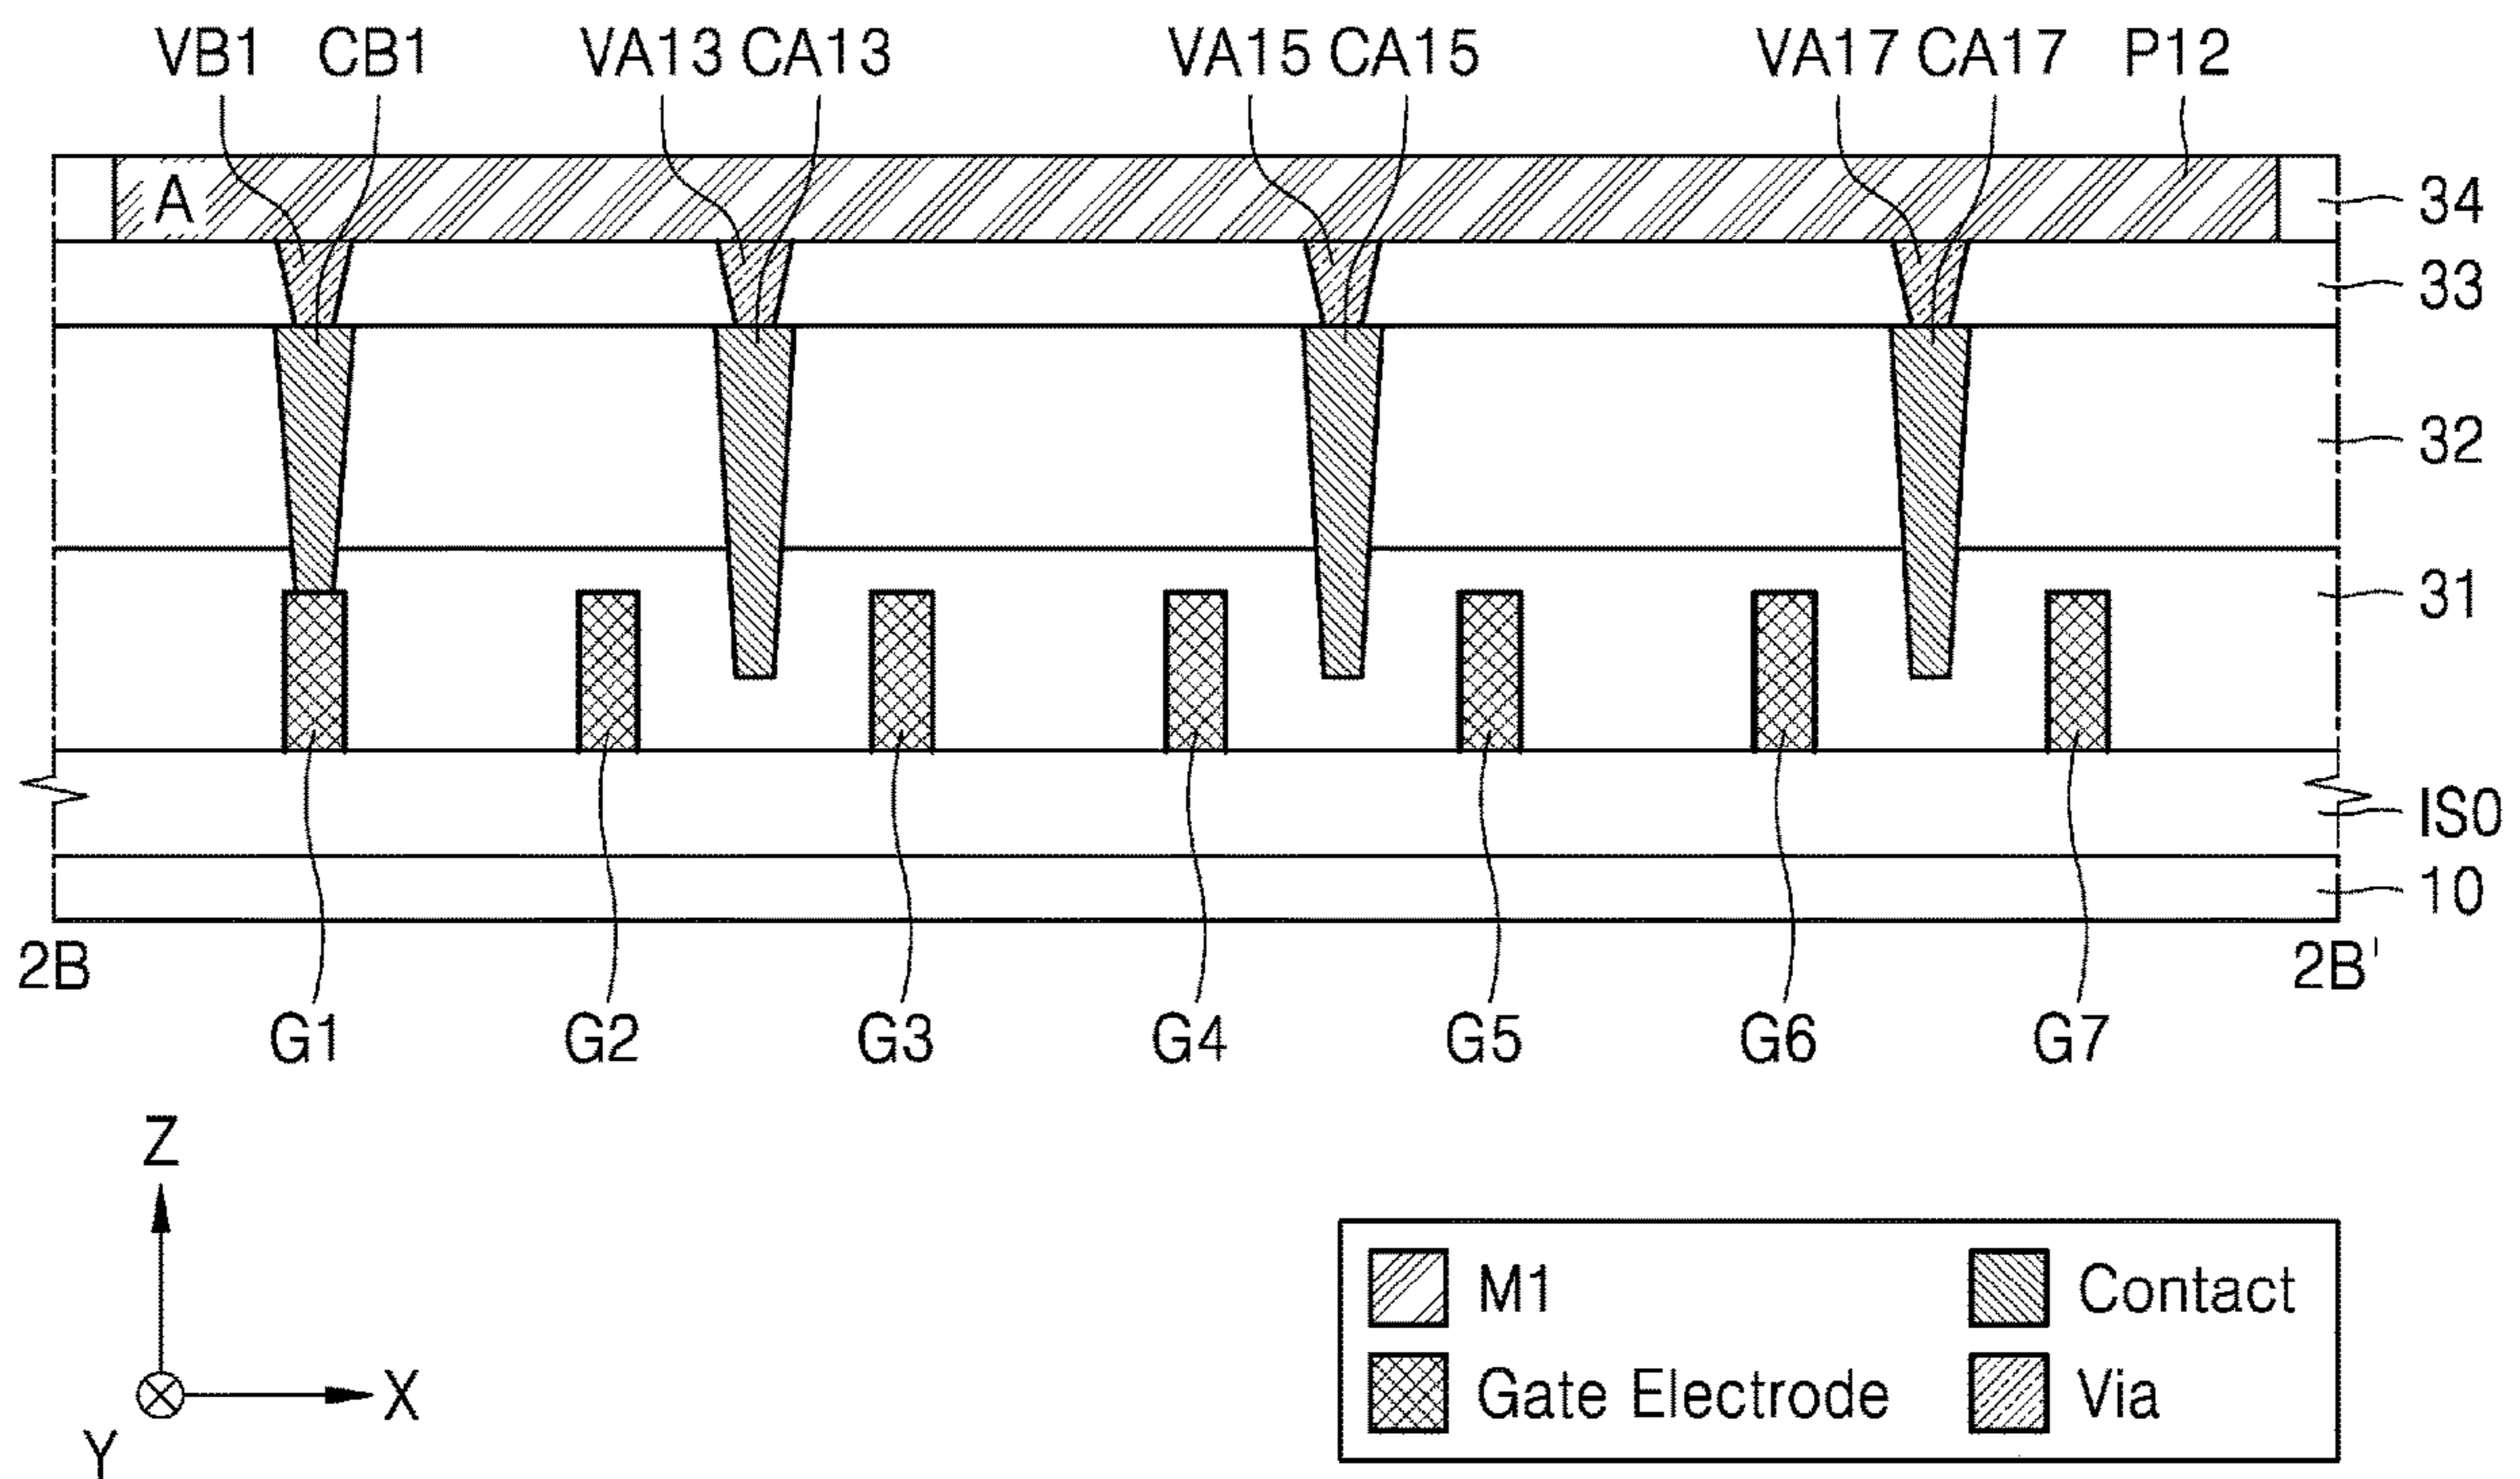 VB1 CB1 VA13 CA13 VA15 CA15 VA17 CA17 P12
A
34
33
32
31
ISO
10
2B 2B'
G1 G2 G3 G4 G5 G6 G7
Z
X
Y
M1 Contact
Gate Electrode Via